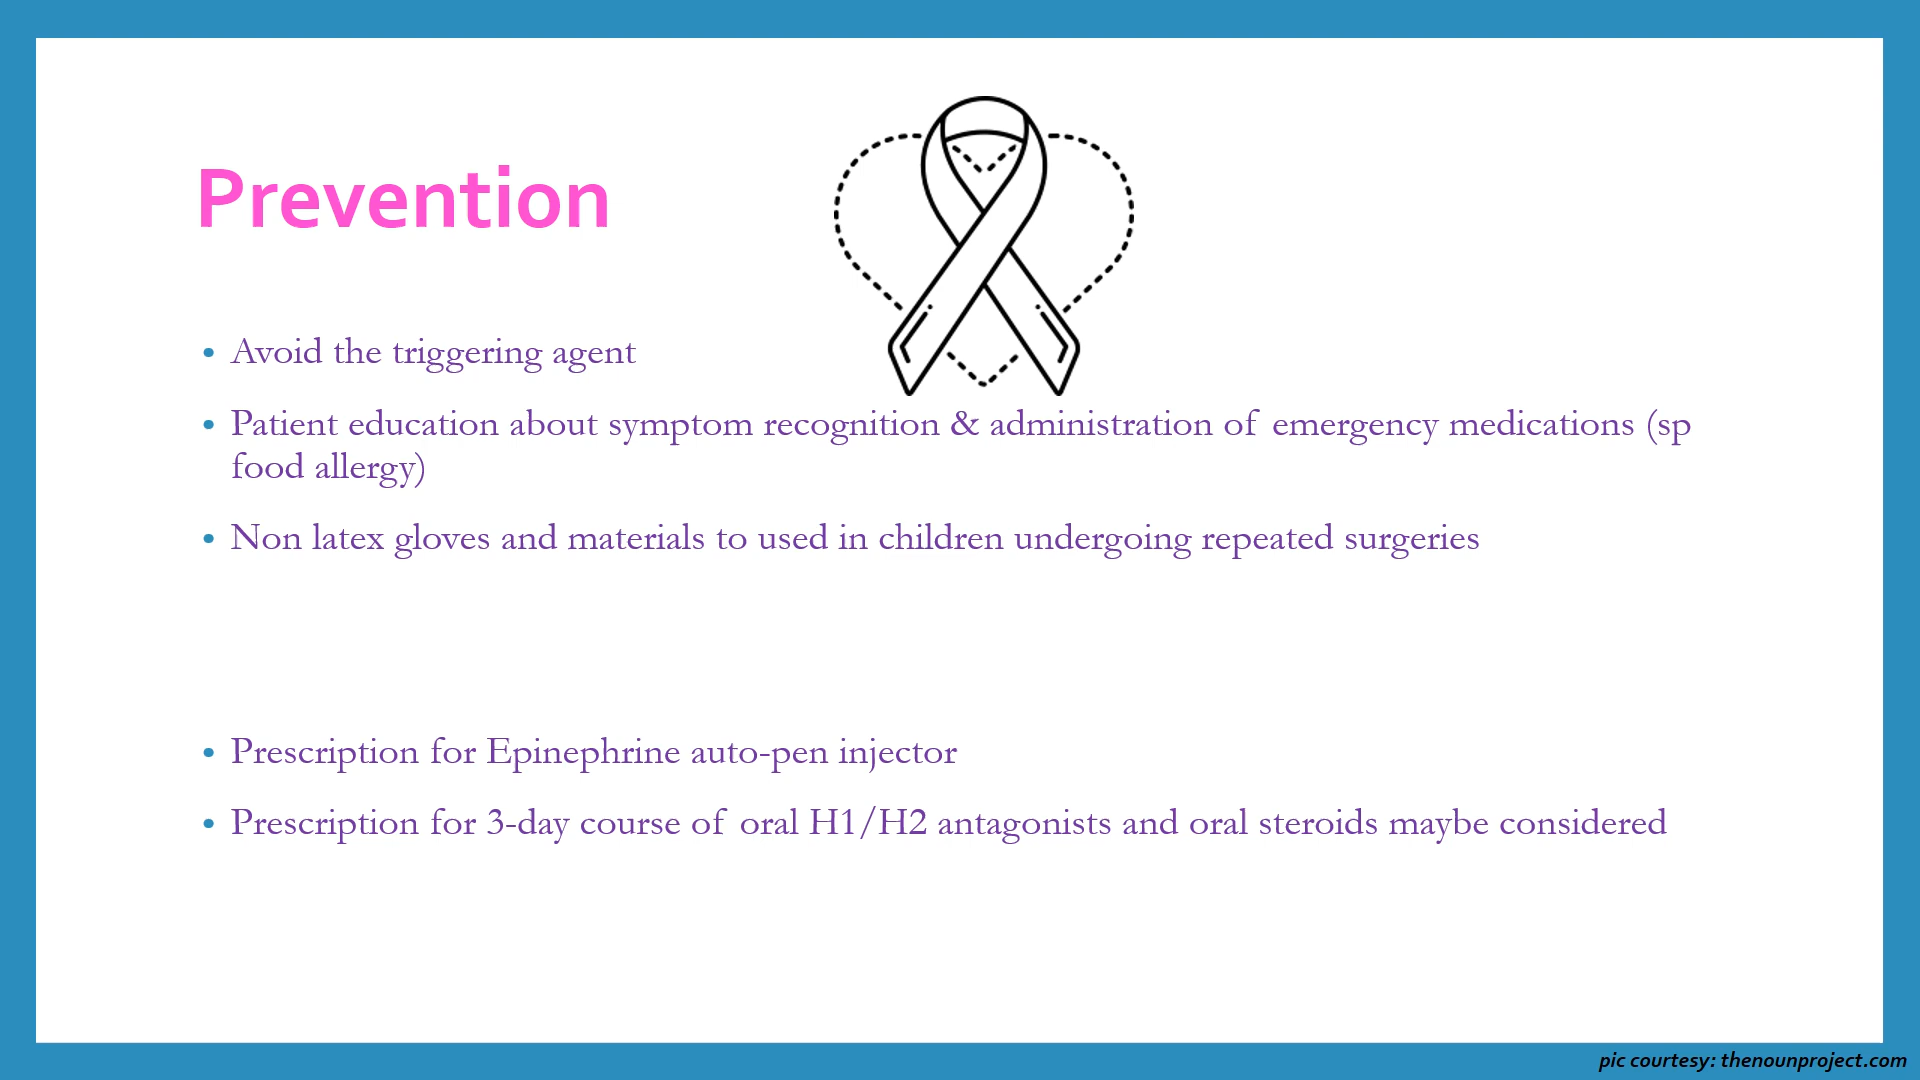 Prevention
• Avoid the triggering agent
• Patient education about symptom recognition & administration of emergency medications (sp
food allergy)
• Non latex gloves and materials to used in children undergoing repeated surgeries
• Prescription for Epinephrine auto-pen injector
• Prescription for 3-day course of oral H1/H2 antagonists and oral steroids maybe considered
pic courtesy: thenounproject.com